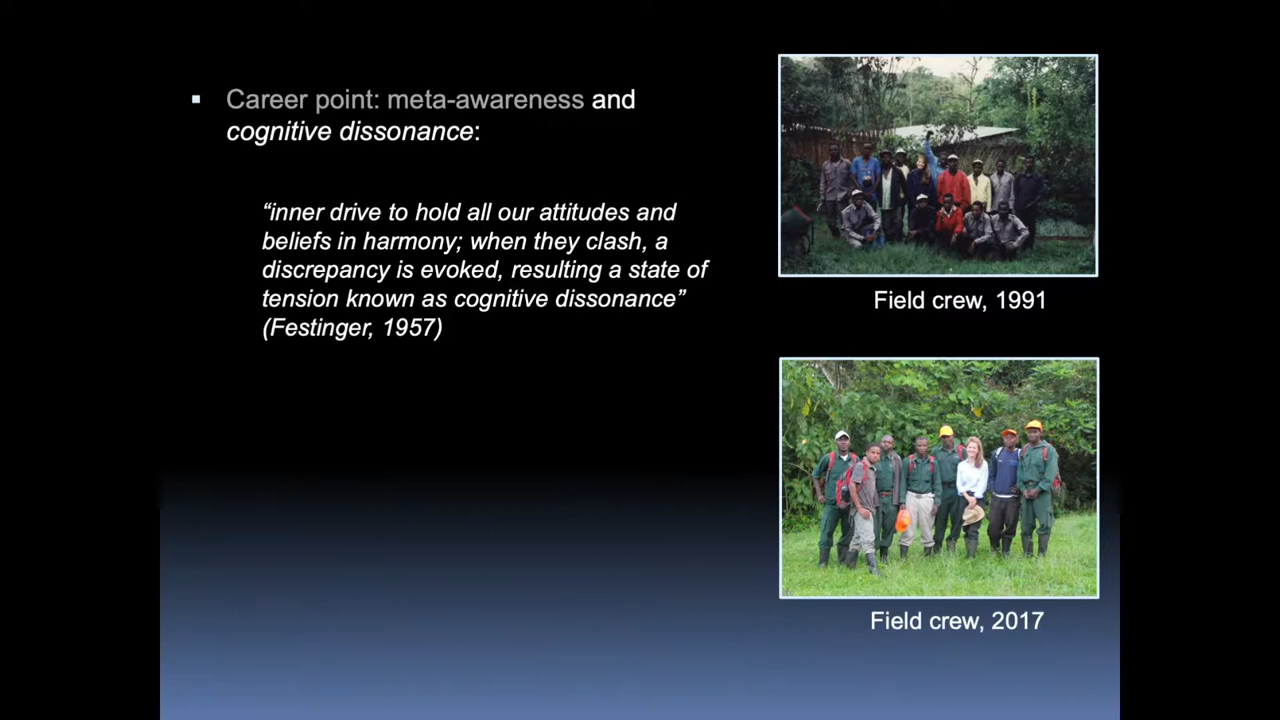 ▪ Career point: meta-awareness and
cognitive dissonance:
“inner drive to hold all our attitudes and
beliefs in harmony; when they clash, a
discrepancy is evoked, resulting a state of
tension known as cognitive dissonance”
(Festinger, 1957)
Field crew, 1991
Field crew, 2017